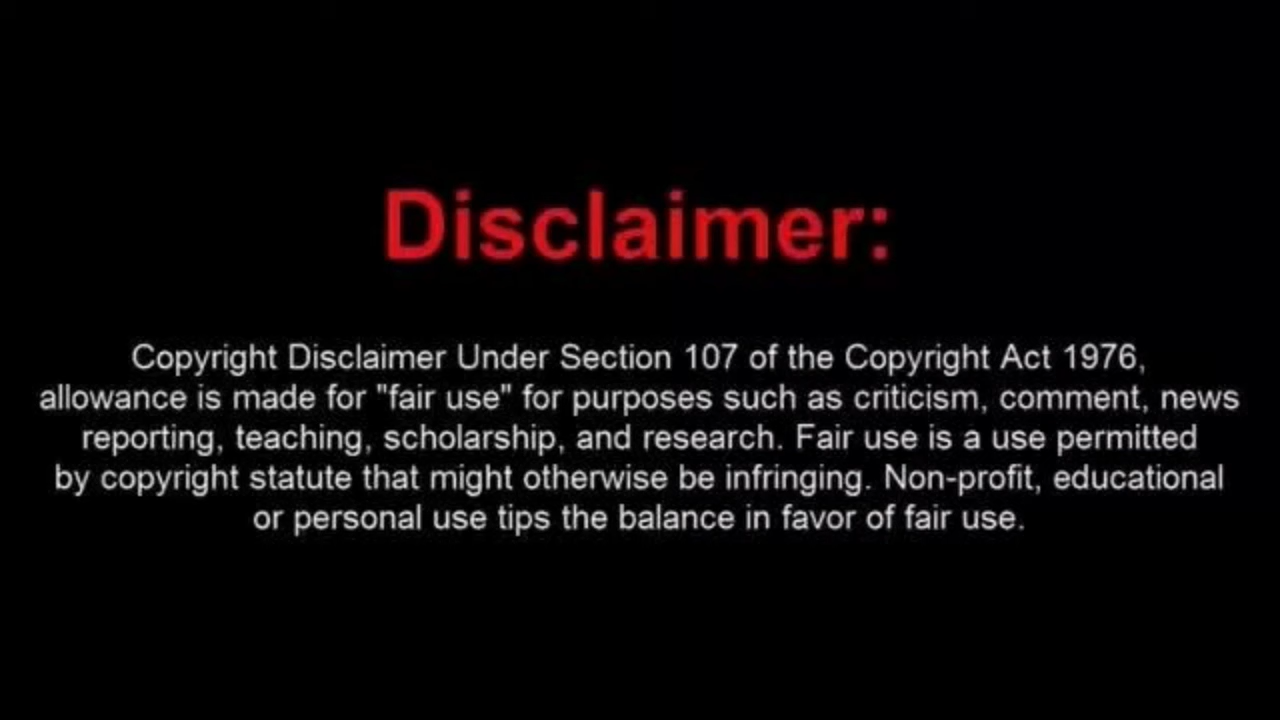 Disclaimer:
Copyright Disclaimer Under Section 107 of the Copyright Act 1976,
allowance is made for "fair use" for purposes such as criticism, comment, news
reporting, teaching, scholarship, and research. Fair use is a use permitted
by copyright statute that might otherwise be infringing. Non-profit, educational
or personal use tips the balance in favor of fair use.